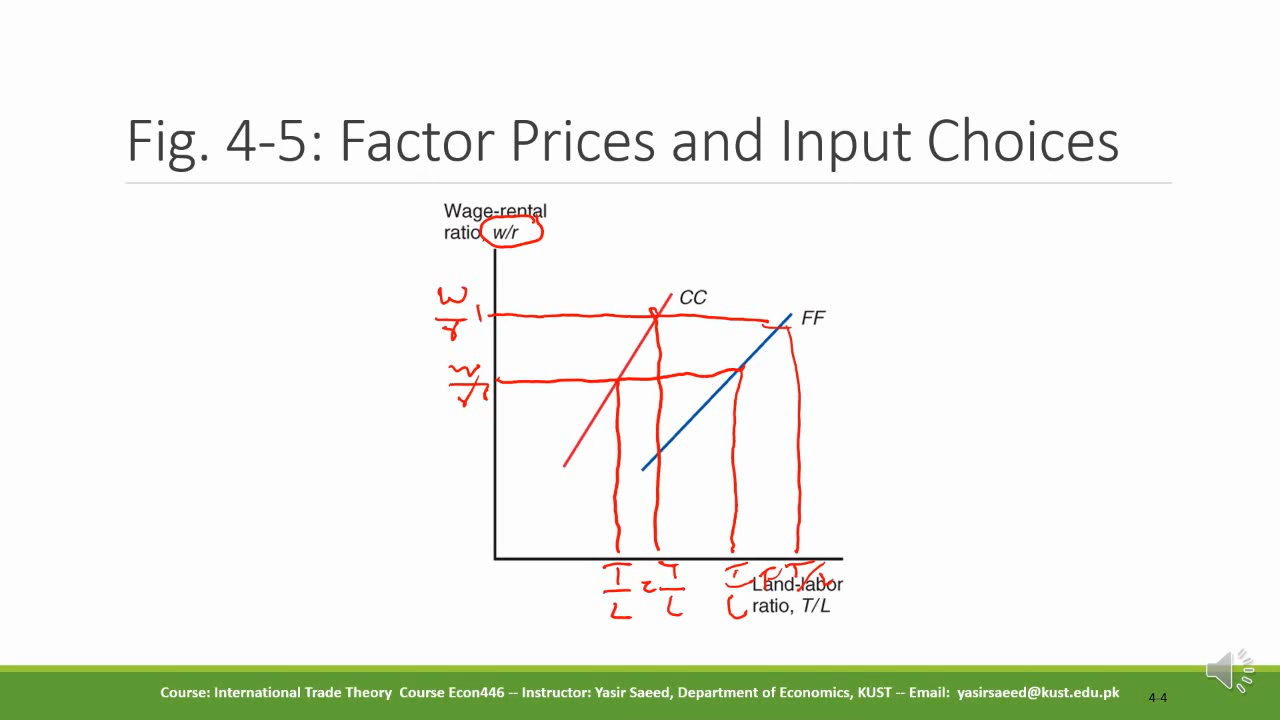 Fig. 4-5: Factor Prices and Input Choices
Wage-rental
ratio, w/r
CC
FF
W
r
1
w
r
T
L
T
L
T
L
T/L
Land-labor
ratio, T/L
Course: International Trade Theory Course Econ446 -- Instructor: Yasir Saeed, Department of Economics, KUST -- Email: yasirsaeed@kust.edu.pk
4-4